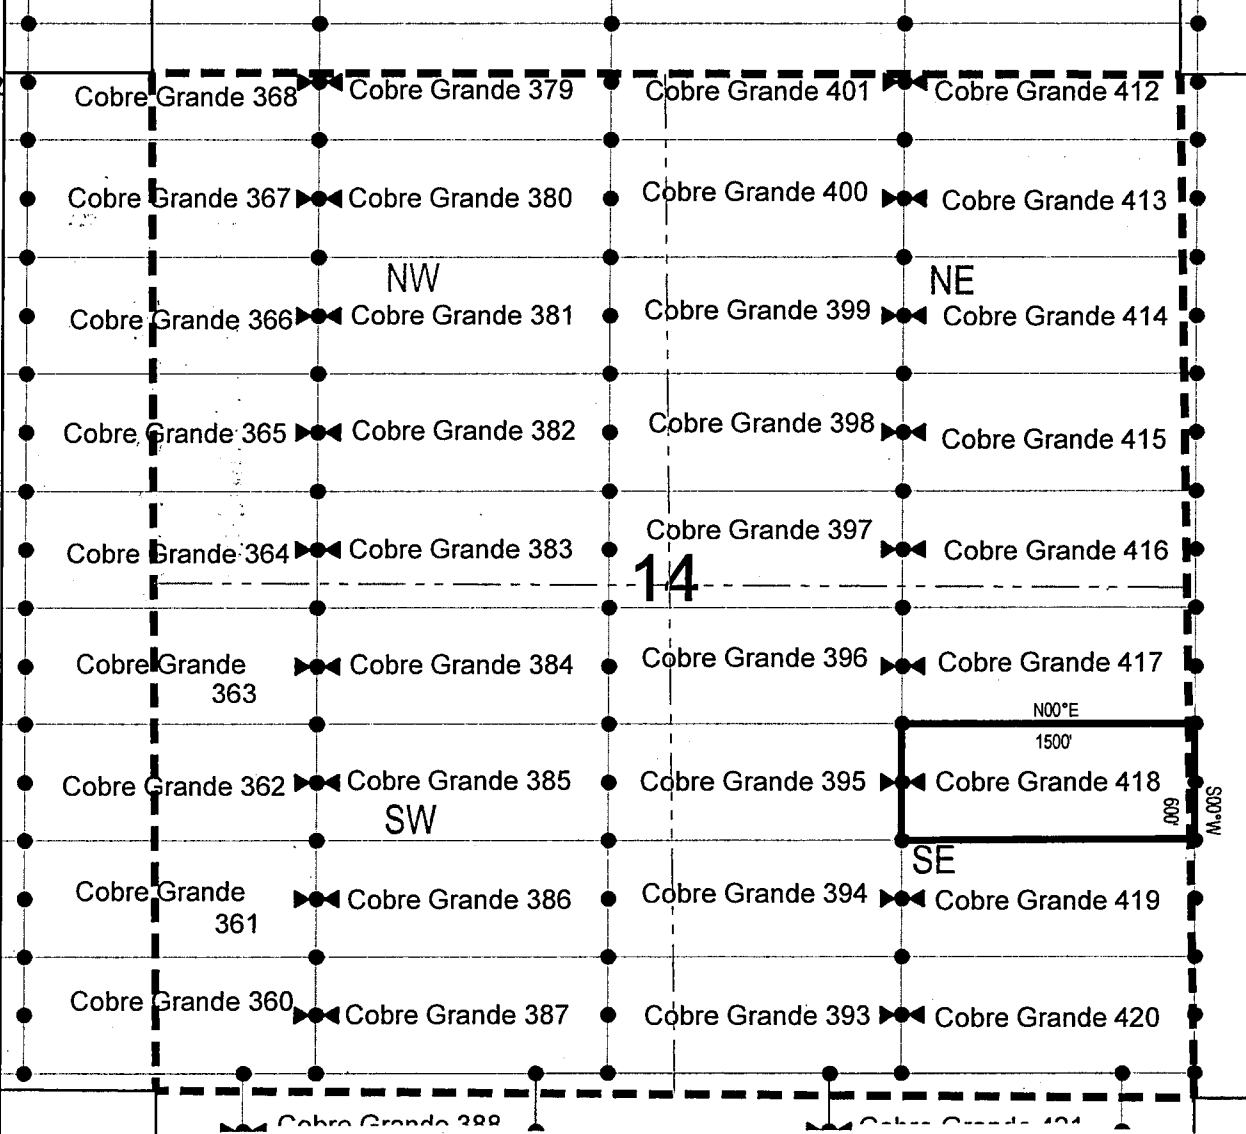 Cobre Grande 368
Cobre Grande 379
Cobre Grande 401
Cobre Grande 412
Cobre Grande 367
Cobre Grande 380
Cobre Grande 400
Cobre Grande 413
NW
NE
Cobre Grande 366
Cobre Grande 381
Cobre Grande 399
Cobre Grande 414
Cobre Grande 365
Cobre Grande 382
Cobre Grande 398
Cobre Grande 415
Cobre Grande 364
Cobre Grande 383
Cobre Grande 397
Cobre Grande 416
14
Cobre Grande
363
Cobre Grande 384
Cobre Grande 396
Cobre Grande 417
N00°E
1500'
Cobre Grande 362
Cobre Grande 385
Cobre Grande 395
Cobre Grande 418
600'
S00°W
SW
SE
Cobre Grande
361
Cobre Grande 386
Cobre Grande 394
Cobre Grande 419
Cobre Grande 360
Cobre Grande 387
Cobre Grande 393
Cobre Grande 420
Cobre Grande 388
Cobre Grande 421